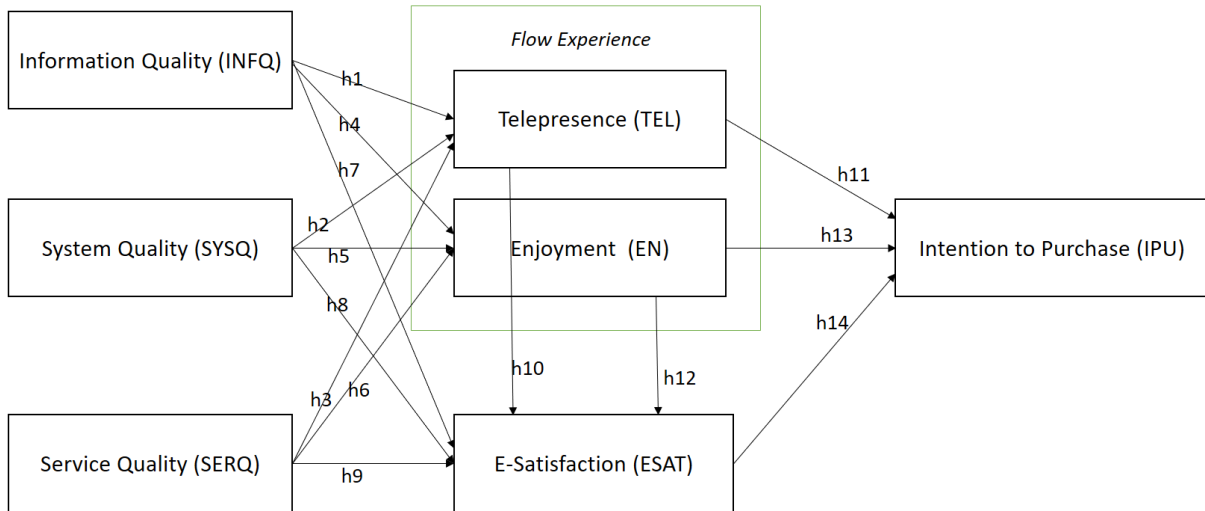 Flow Experience
Information Quality (INFQ)
h1
Telepresence (TEL)
h4
h7
h11
h2
System Quality (SYSQ)
h5
Enjoyment (EN)
h13
Intention to Purchase (IPU)
h8
h14
h10
h12
h3
h6
Service Quality (SERQ)
h9
E-Satisfaction (ESAT)